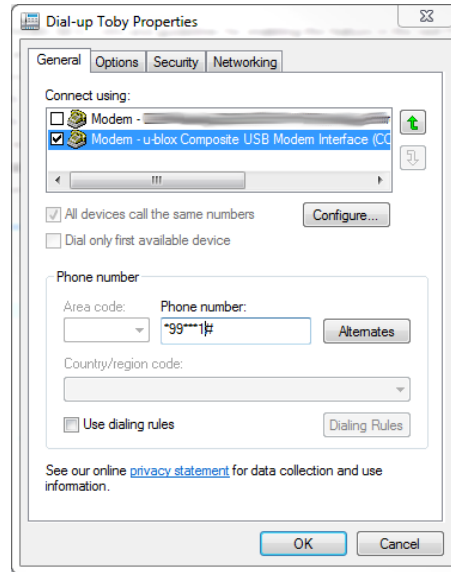 Dial-up Toby Properties
General Options Security Networking
Connect using:
Modem -
Modem - u-blox Composite USB Modem Interface (CC
All devices call the same numbers Configure...
Dial only first available device
Phone number
Area code: Phone number:
*99***1# Alternates
Country/region code:
Use dialing rules Dialing Rules
See our online privacy statement for data collection and use
information.
OK Cancel